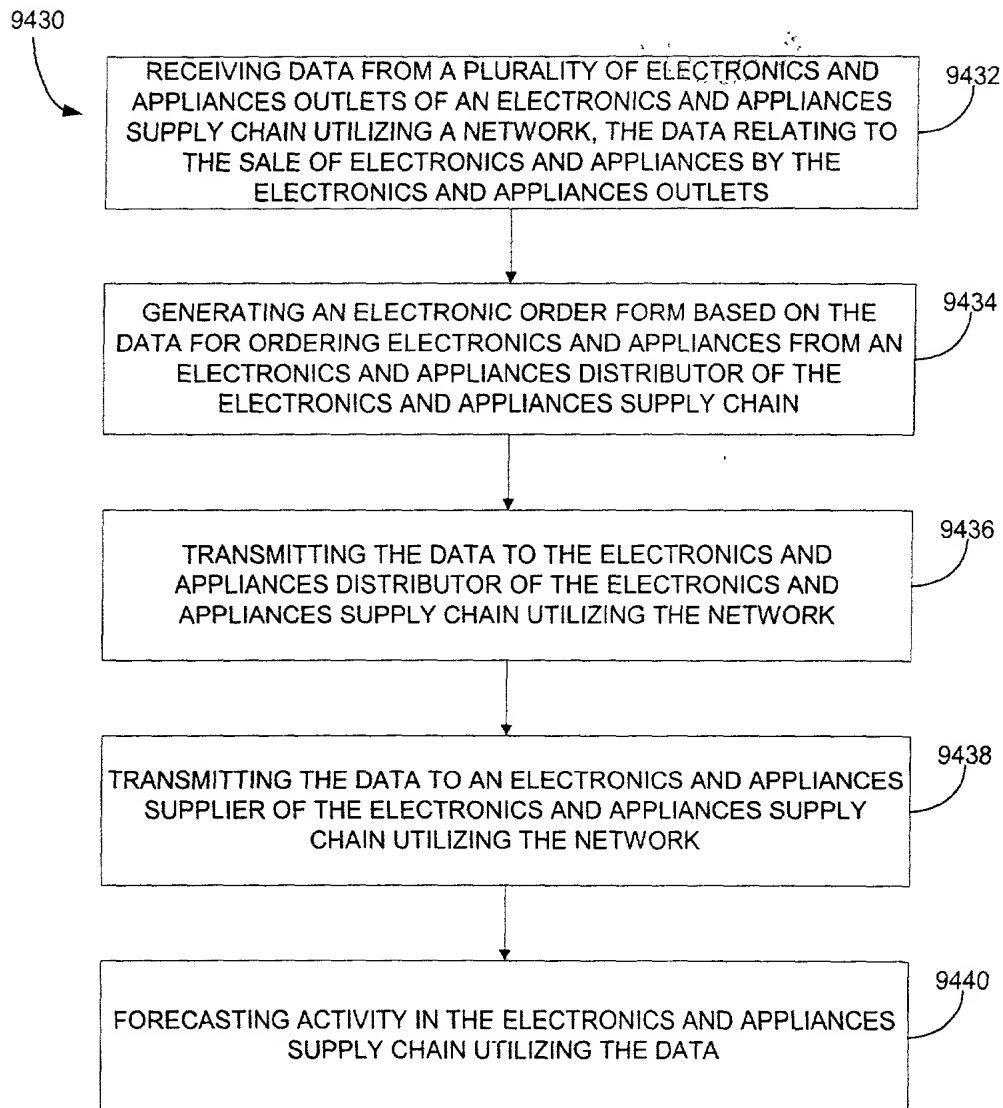 9430
RECEIVING DATA FROM A PLURALITY OF ELECTRONICS AND
APPLIANCES OUTLETS OF AN ELECTRONICS AND APPLIANCES
SUPPLY CHAIN UTILIZING A NETWORK, THE DATA RELATING TO
THE SALE OF ELECTRONICS AND APPLIANCES BY THE
ELECTRONICS AND APPLIANCES OUTLETS
9432
GENERATING AN ELECTRONIC ORDER FORM BASED ON THE
DATA FOR ORDERING ELECTRONICS AND APPLIANCES FROM AN
ELECTRONICS AND APPLIANCES DISTRIBUTOR OF THE
ELECTRONICS AND APPLIANCES SUPPLY CHAIN
9434
TRANSMITTING THE DATA TO THE ELECTRONICS AND
APPLIANCES DISTRIBUTOR OF THE ELECTRONICS AND
APPLIANCES SUPPLY CHAIN UTILIZING THE NETWORK
9436
TRANSMITTING THE DATA TO AN ELECTRONICS AND APPLIANCES
SUPPLIER OF THE ELECTRONICS AND APPLIANCES SUPPLY
CHAIN UTILIZING THE NETWORK
9438
FORECASTING ACTIVITY IN THE ELECTRONICS AND APPLIANCES
SUPPLY CHAIN UTILIZING THE DATA
9440